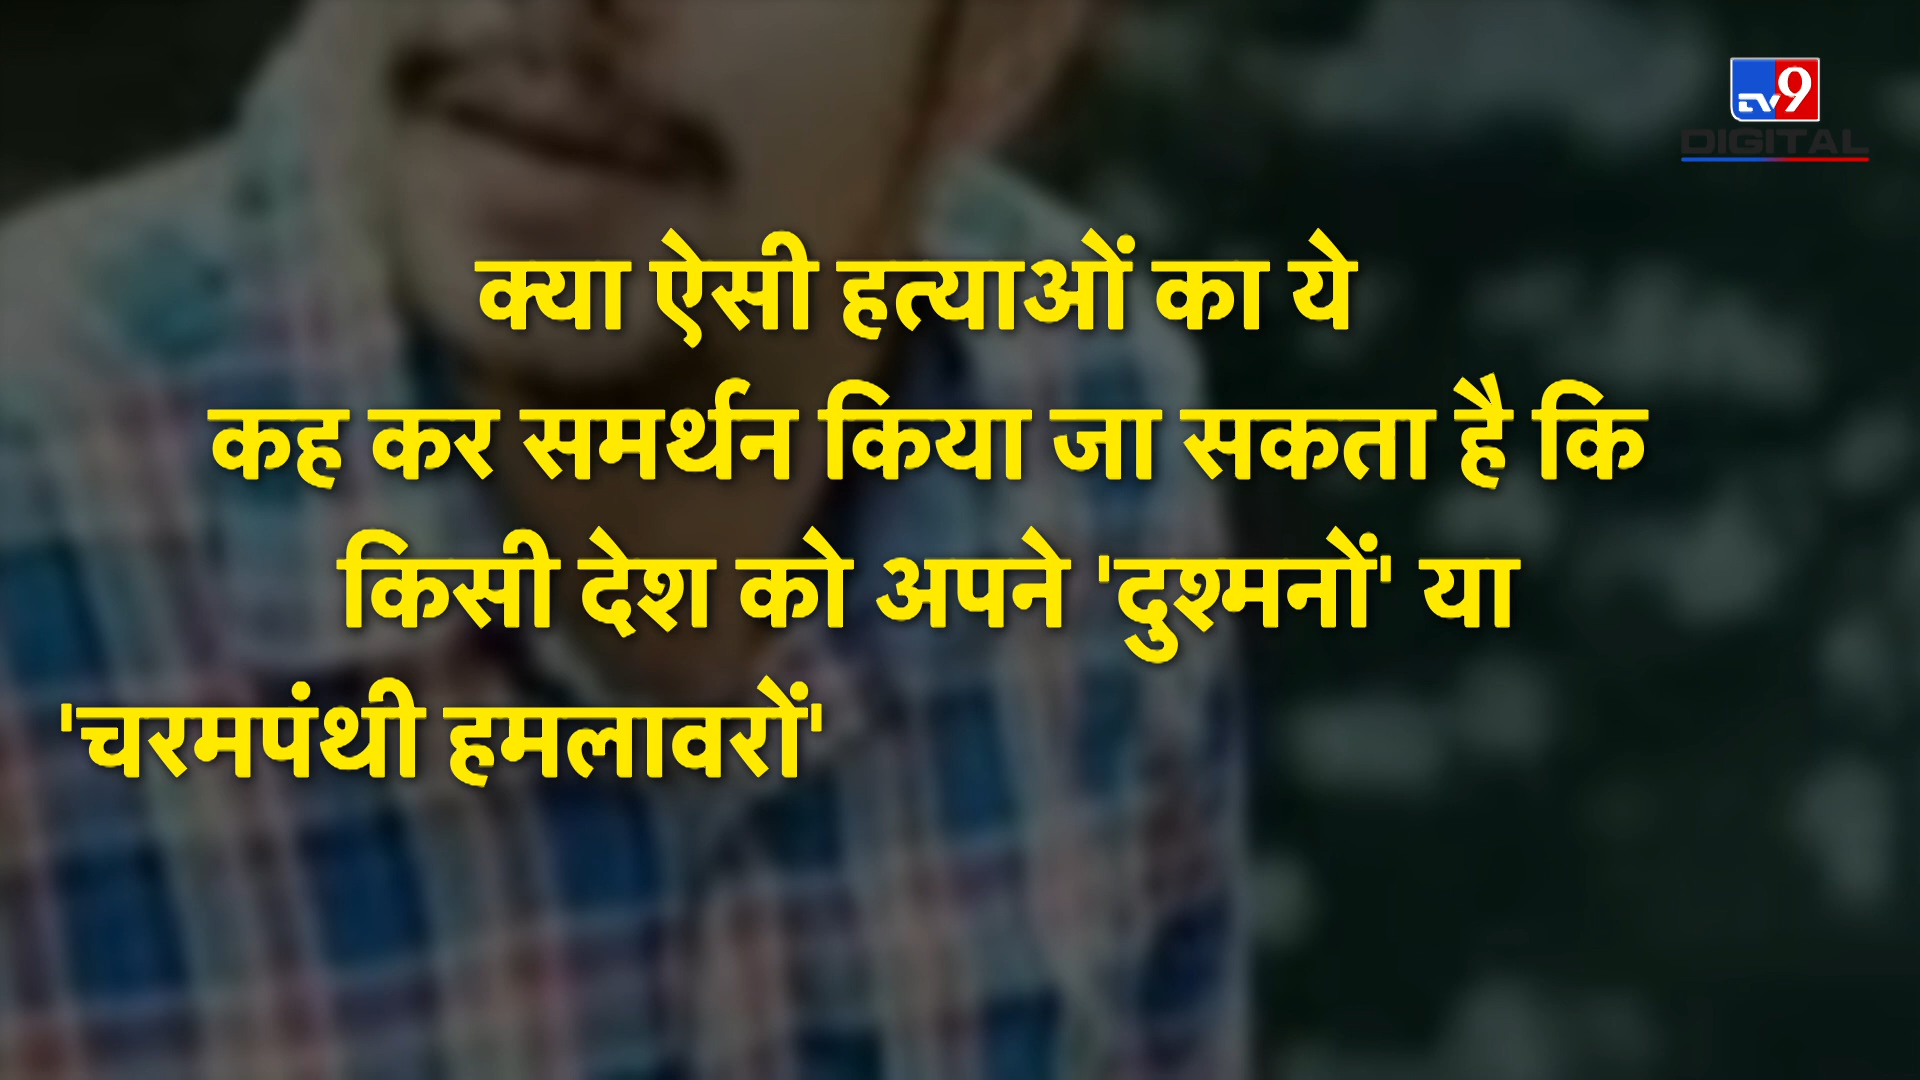 tv9
DIGITAL
क्या ऐसी हत्याओं का ये
कह कर समर्थन किया जा सकता है कि
किसी देश को अपने 'दुश्मनों' या
'चरमपंथी हमलावरों'